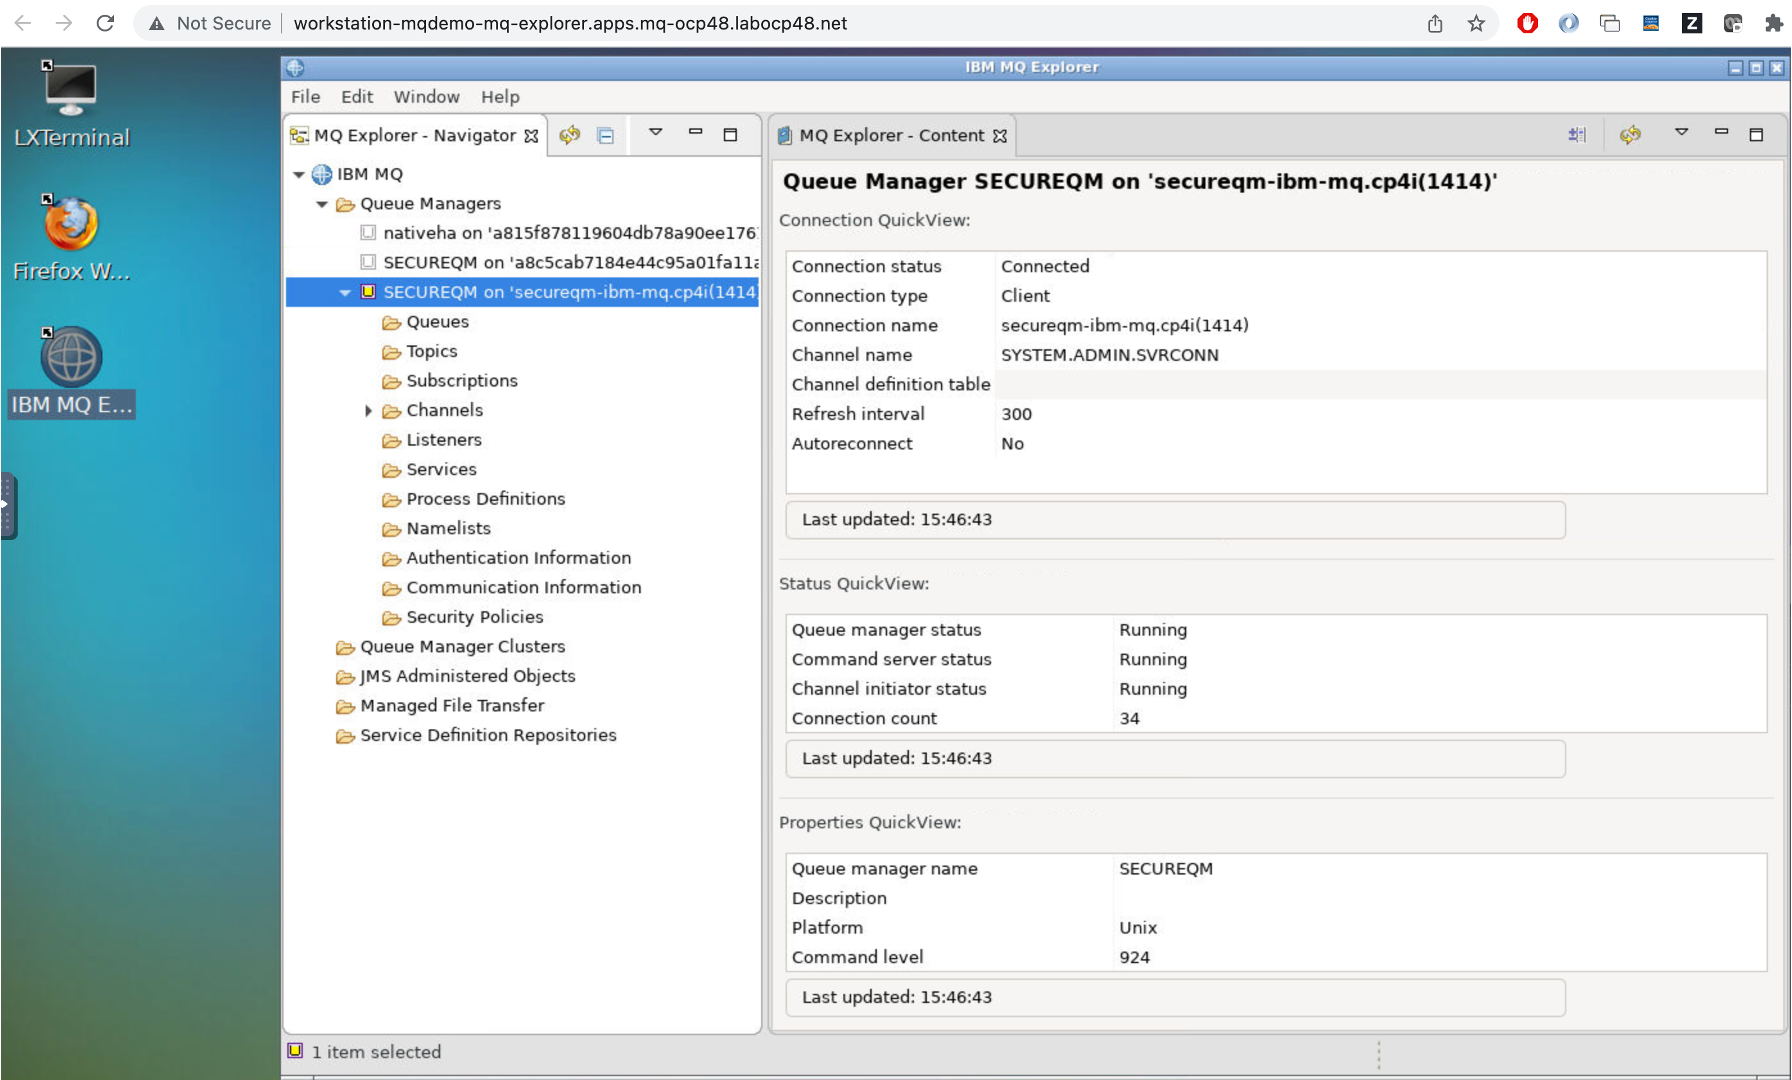 Not Secure
workstation-mqdemo-mq-explorer.apps.mq-ocp48.labocp48.net
LXTerminal
Firefox W...
IBM MQ E...
IBM MQ Explorer
File Edit Window Help
MQ Explorer - Navigator
IBM MQ
Queue Managers
nativeha on 'a815f878119604db78a90ee176
SECUREQM on 'a8c5cab7184e44c95a01fa11a
SECUREQM on 'secureqm-ibm-mq.cp4i(1414)
Queues
Topics
Subscriptions
Channels
Listeners
Services
Process Definitions
Namelists
Authentication Information
Communication Information
Security Policies
Queue Manager Clusters
JMS Administered Objects
Managed File Transfer
Service Definition Repositories
MQ Explorer - Content
Queue Manager SECUREQM on 'secureqm-ibm-mq.cp4i(1414)'
Connection QuickView:
Connection status Connected
Connection type Client
Connection name secureqm-ibm-mq.cp4i(1414)
Channel name SYSTEM.ADMIN.SVRCONN
Channel definition table
Refresh interval 300
Autoreconnect No
Last updated: 15:46:43
Status QuickView:
Queue manager status Running
Command server status Running
Channel initiator status Running
Connection count 34
Last updated: 15:46:43
Properties QuickView:
Queue manager name SECUREQM
Description
Platform Unix
Command level 924
Last updated: 15:46:43
1 item selected